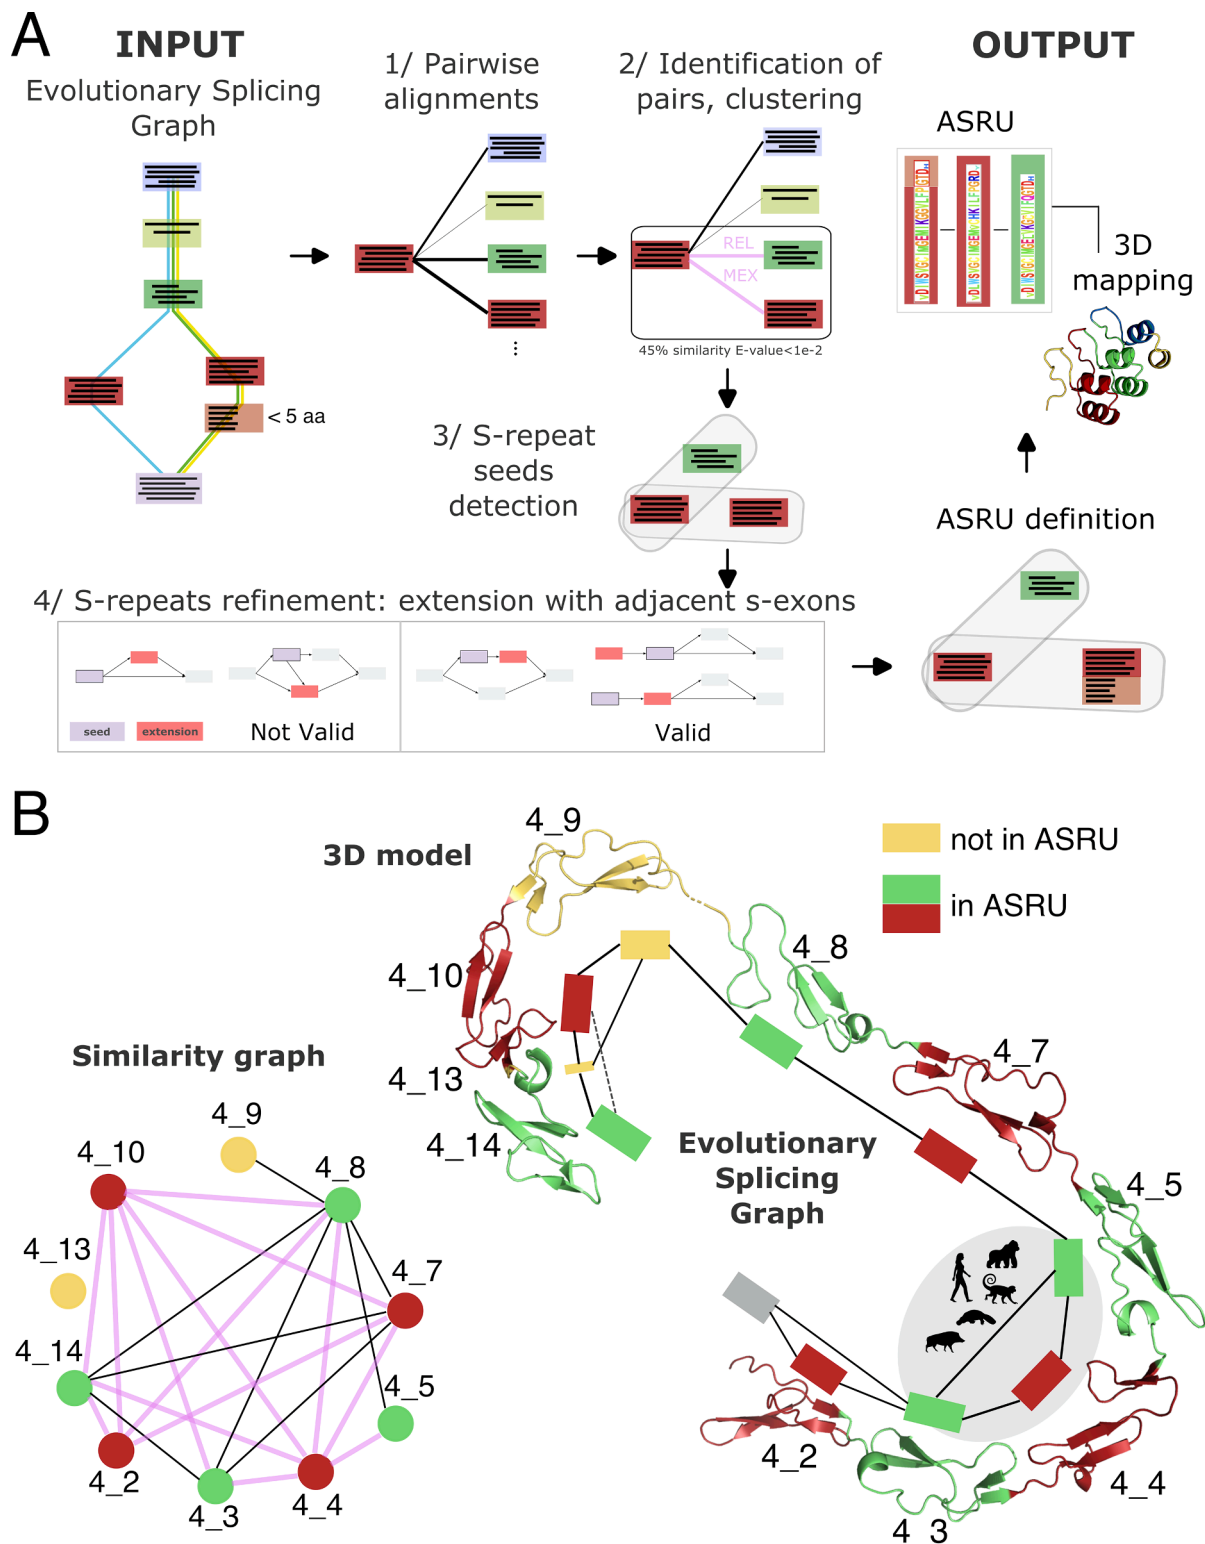 A
INPUT
Evolutionary Splicing
Graph
< 5 aa
1/ Pairwise
alignments
2/ Identification of
pairs, clustering
REL
MEX
45% similarity E-value<1e-2
OUTPUT
ASRU
3D
mapping
3/ S-repeat
seeds
detection
ASRU definition
4/ S-repeats refinement: extension with adjacent s-exons
seed
extension
Not Valid
Valid
B
3D model
4_9
not in ASRU
in ASRU
4_8
4_10
4_7
4_13
4_14
4_5
Evolutionary
Splicing
Graph
4_2
4_4
4 3
Similarity graph
4_9
4_10
4_8
4_13
4_7
4_14
4_5
4_2
4_3
4_4